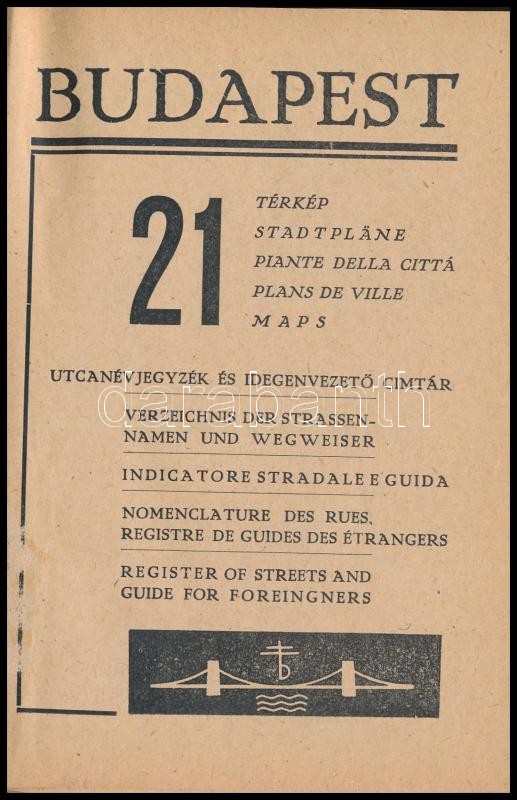 BUDAPEST
21
TÉRKÉP
STADTPLÄNE
PIANTE DELLA CITTÁ
PLANS DE VILLE
MAPS
UTCANÉVJEGYZÉK ÉS IDEGENVEZETŐ CIMTÁR
darabanth
VERZEICHNIS DER STRASSEN-
NAMEN UND WEGWEISER
INDICATORE STRADALE E GUIDA
NOMENCLATURE DES RUES,
REGISTRE DE GUIDES DES ÉTRANGERS
REGISTER OF STREETS AND
GUIDE FOR FOREINGNERS